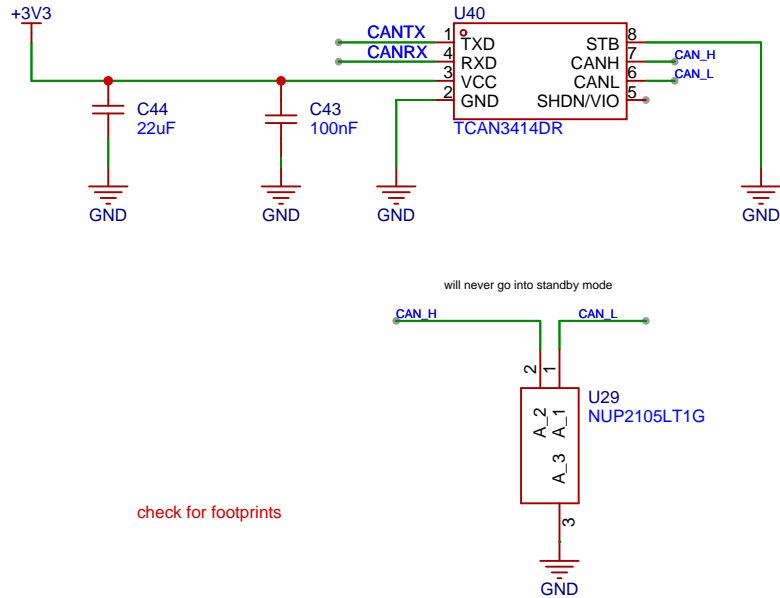 +3V3
U40
CANTX
CANRX
1 TXD
4 RXD
3 VCC
2 GND
STB 8
CANH 7
CANL 6
SHDN/VIO 5
CAN_H
CAN_L
TCAN3414DR
C44
22uF
C43
100nF
GND
GND
GND
GND
will never go into standby mode
CAN_H
CAN_L
2
1
U29
NUP2105LT1G
A_2
A_1
A_3
3
check for footprints
GND